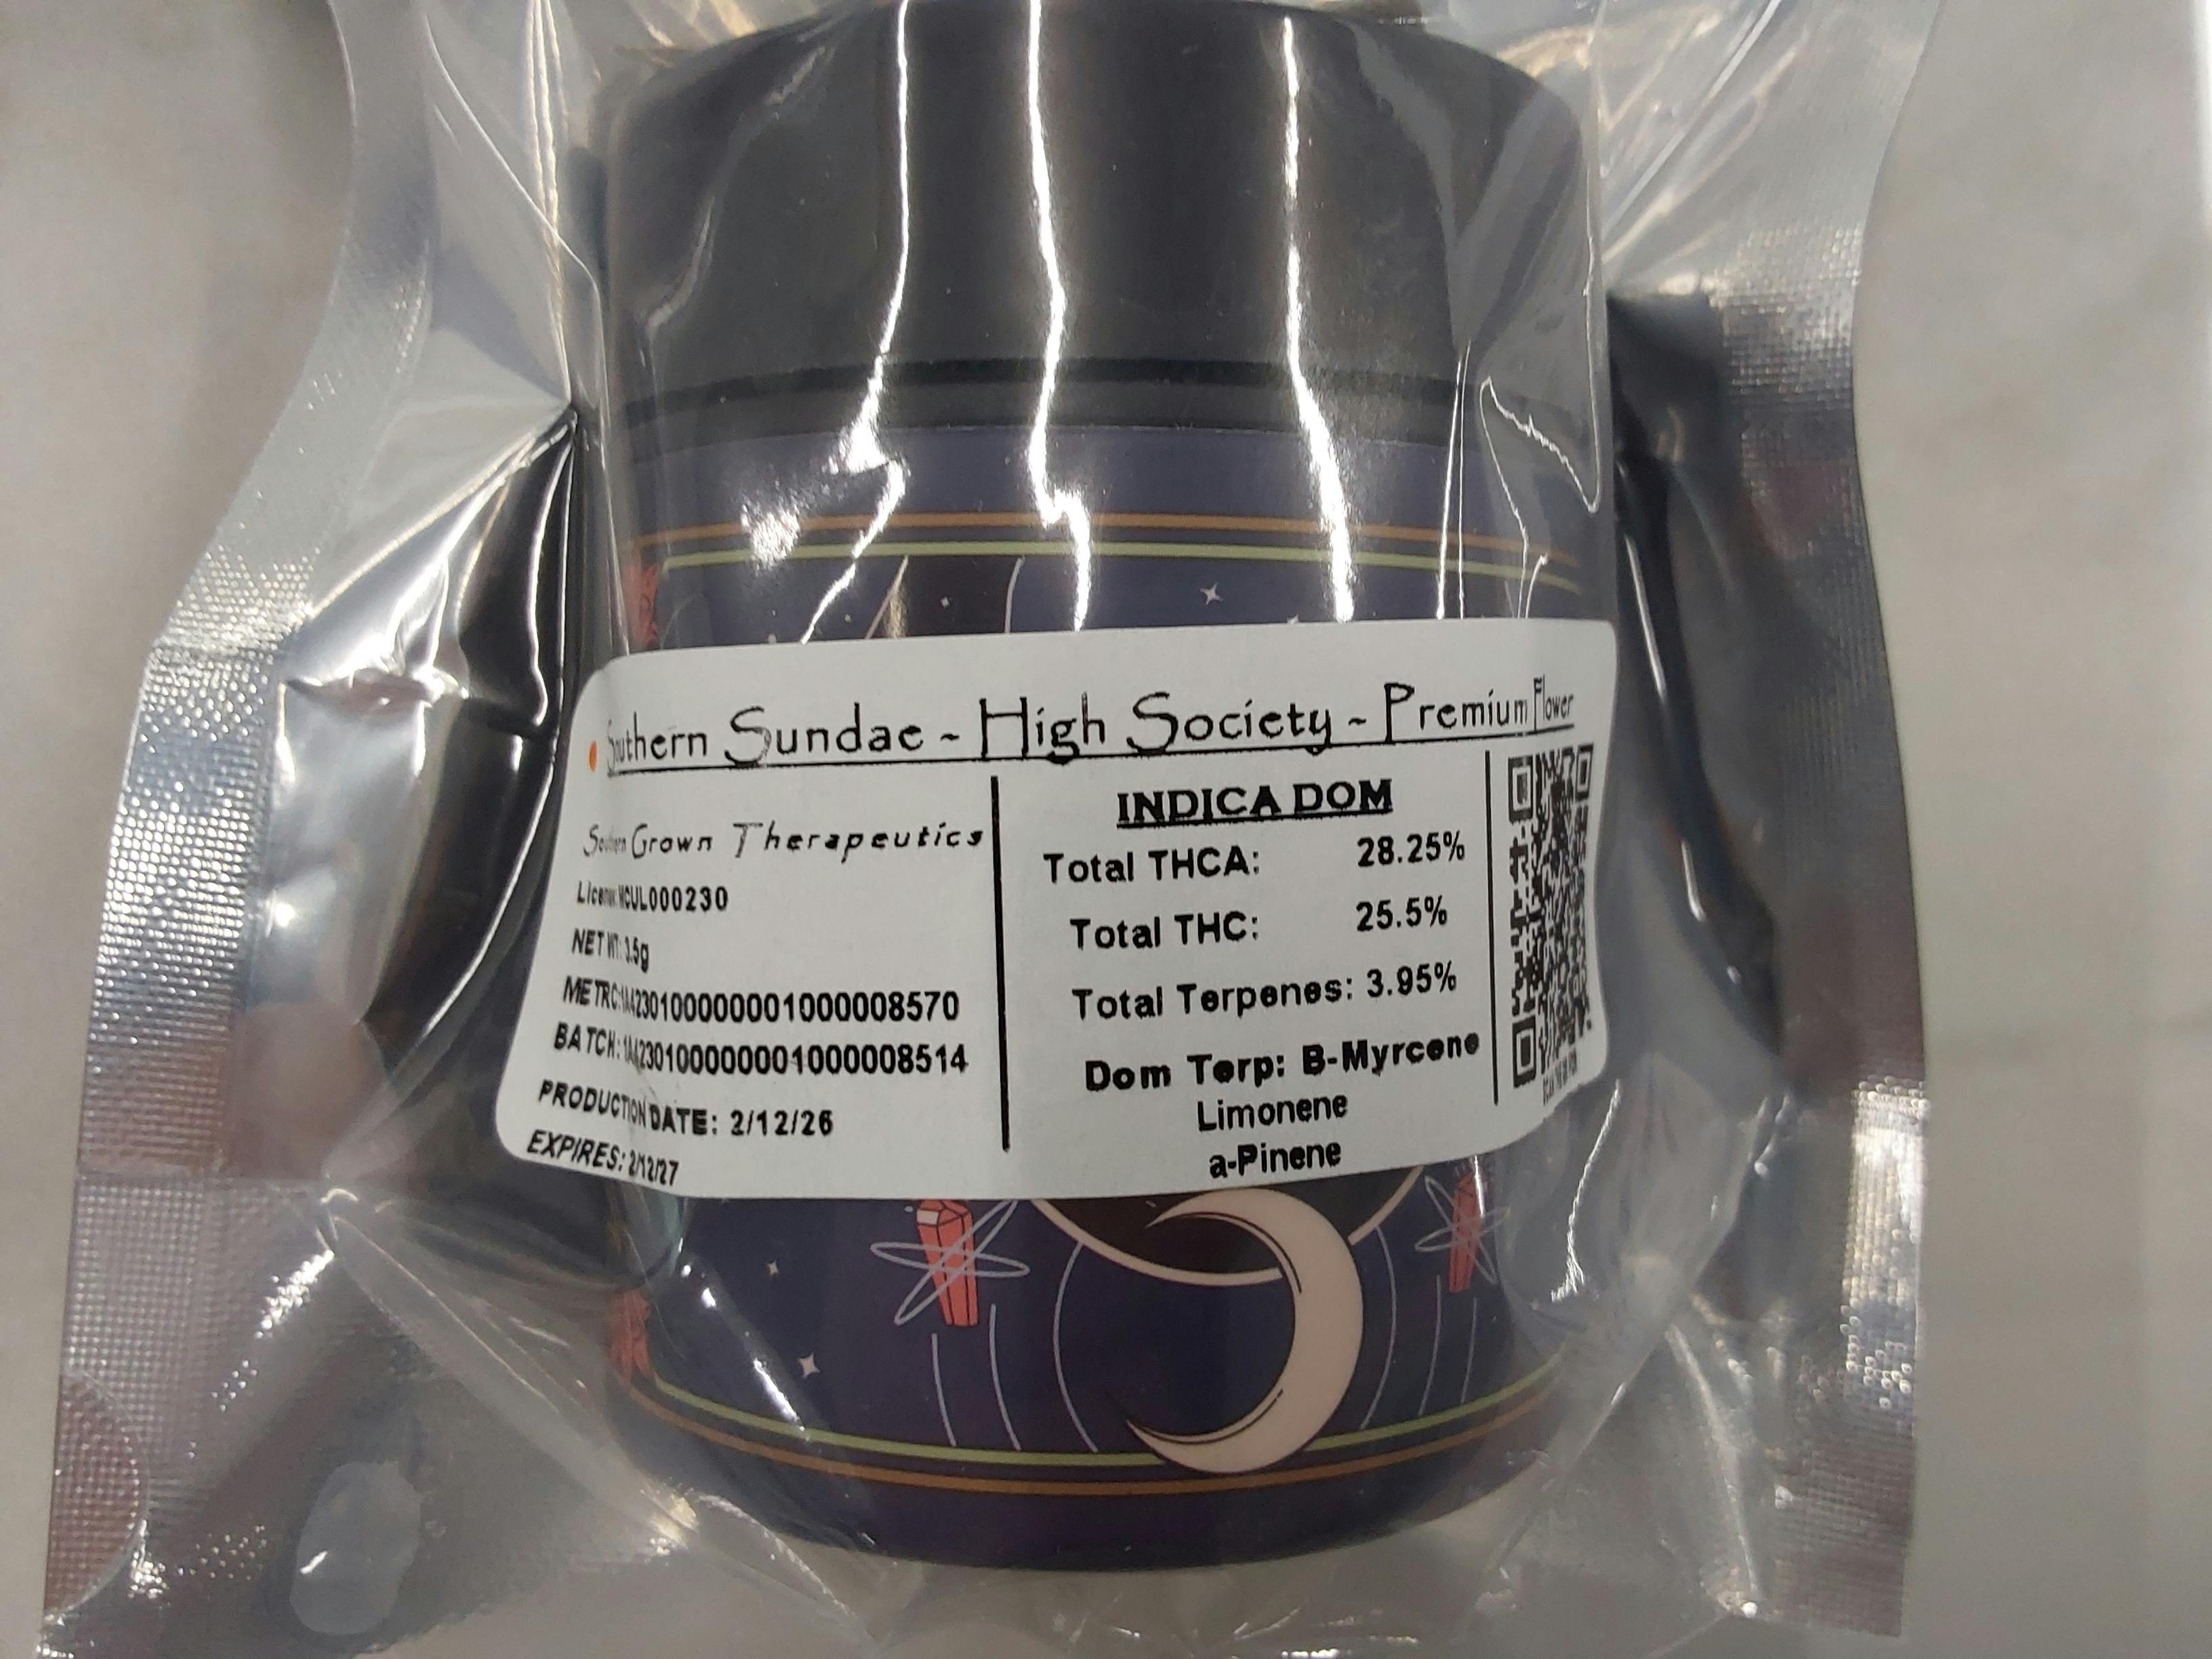 Southern Sundae ~ High Society ~ Premium Flower
Southern Grown Therapeutics
License: MCUL000230
NET WT: 3.5g
METRC: 1A4230100000001000008570
BATCH: 1A4230100000001000008514
PRODUCTION DATE: 2/12/26
EXPIRES: 2/12/27
INDICA DOM
Total THCA: 28.25%
Total THC: 25.5%
Total Terpenes: 3.95%
Dom Terp: B-Myrcene
Limonene
a-Pinene